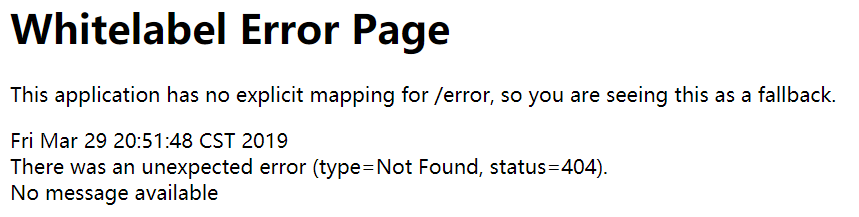 Whitelabel Error Page
This application has no explicit mapping for /error, so you are seeing this as a fallback.
Fri Mar 29 20:51:48 CST 2019
There was an unexpected error (type=Not Found, status=404).
No message available